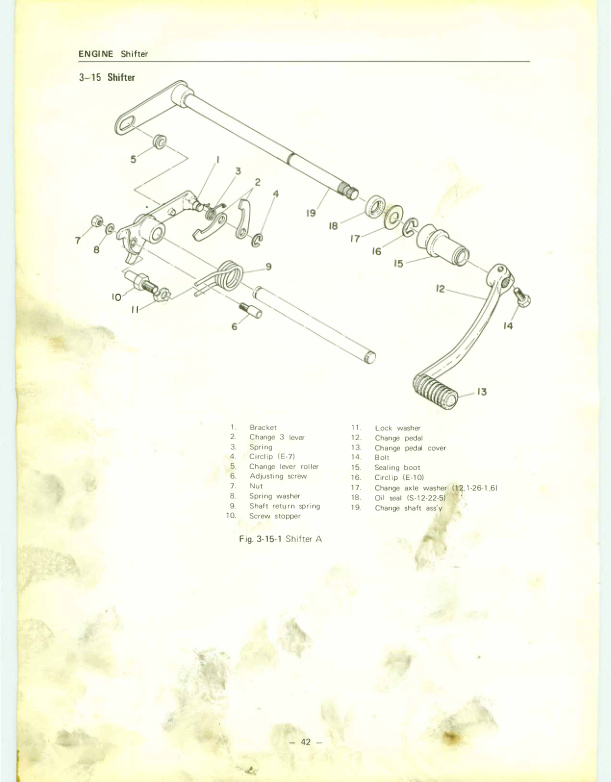 ENGINE Shifter
3-15 Shifter
5
1
3
2
4
19
18
17
16
15
12
14
7
8
9
10
11
6
13
1. Bracket
2. Change 3 lever
3. Spring
4. Circlip (E-7)
5. Change lever roller
6. Adjusting screw
7. Nut
8. Spring washer
9. Shaft return spring
10. Screw stopper
11. Lock washer
12. Change pedal
13. Change pedal cover
14. Bolt
15. Sealing boot
16. Circlip (E-10)
17. Change axle washer (12.1-26-1.6)
18. Oil seal (S-12-22-5)
19. Change shaft ass'y
Fig. 3-15-1 Shifter A
- 42 -